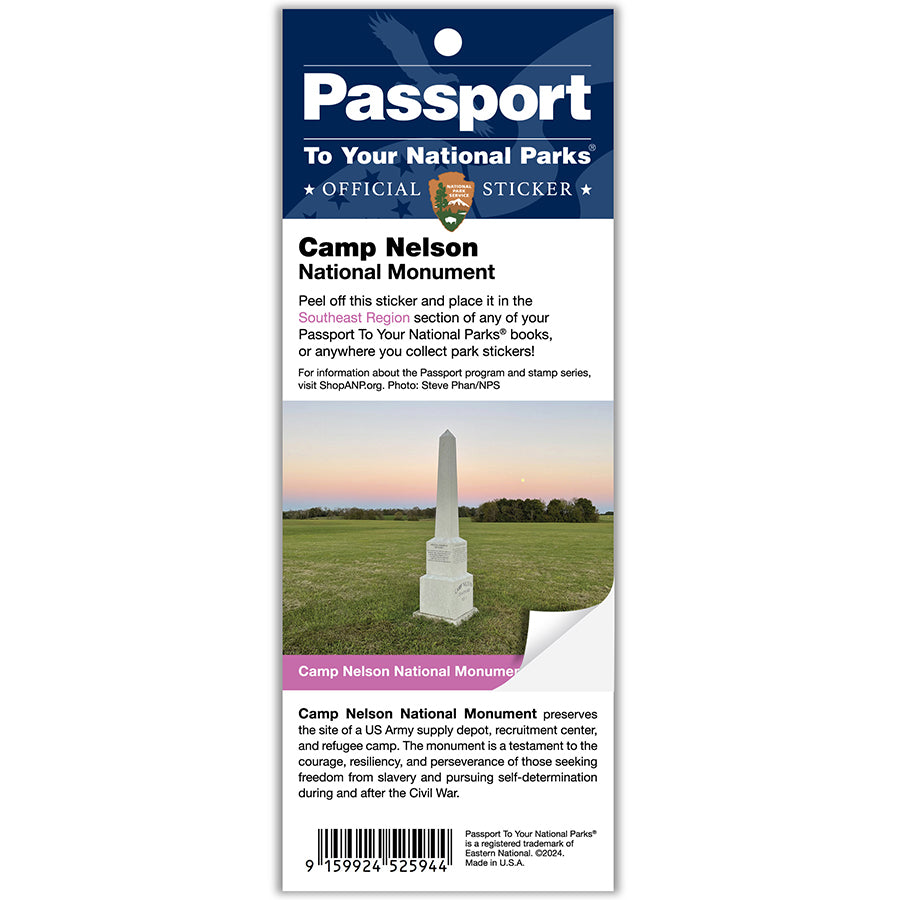 Passport
To Your National Parks®
★ OFFICIAL STICKER ★
NATIONAL
PARK
SERVICE
Camp Nelson
National Monument
Peel off this sticker and place it in the
Southeast Region section of any of your
Passport To Your National Parks® books,
or anywhere you collect park stickers!
For information about the Passport program and stamp series,
visit ShopANP.org. Photo: Steve Phan/NPS
CAMP NELSON
Camp Nelson National Monumen
Camp Nelson National Monument preserves
the site of a US Army supply depot, recruitment center,
and refugee camp. The monument is a testament to the
courage, resiliency, and perseverance of those seeking
freedom from slavery and pursuing self-determination
during and after the Civil War.
9 159924 525944
Passport To Your National Parks®
is a registered trademark of
Eastern National. ©2024.
Made in U.S.A.